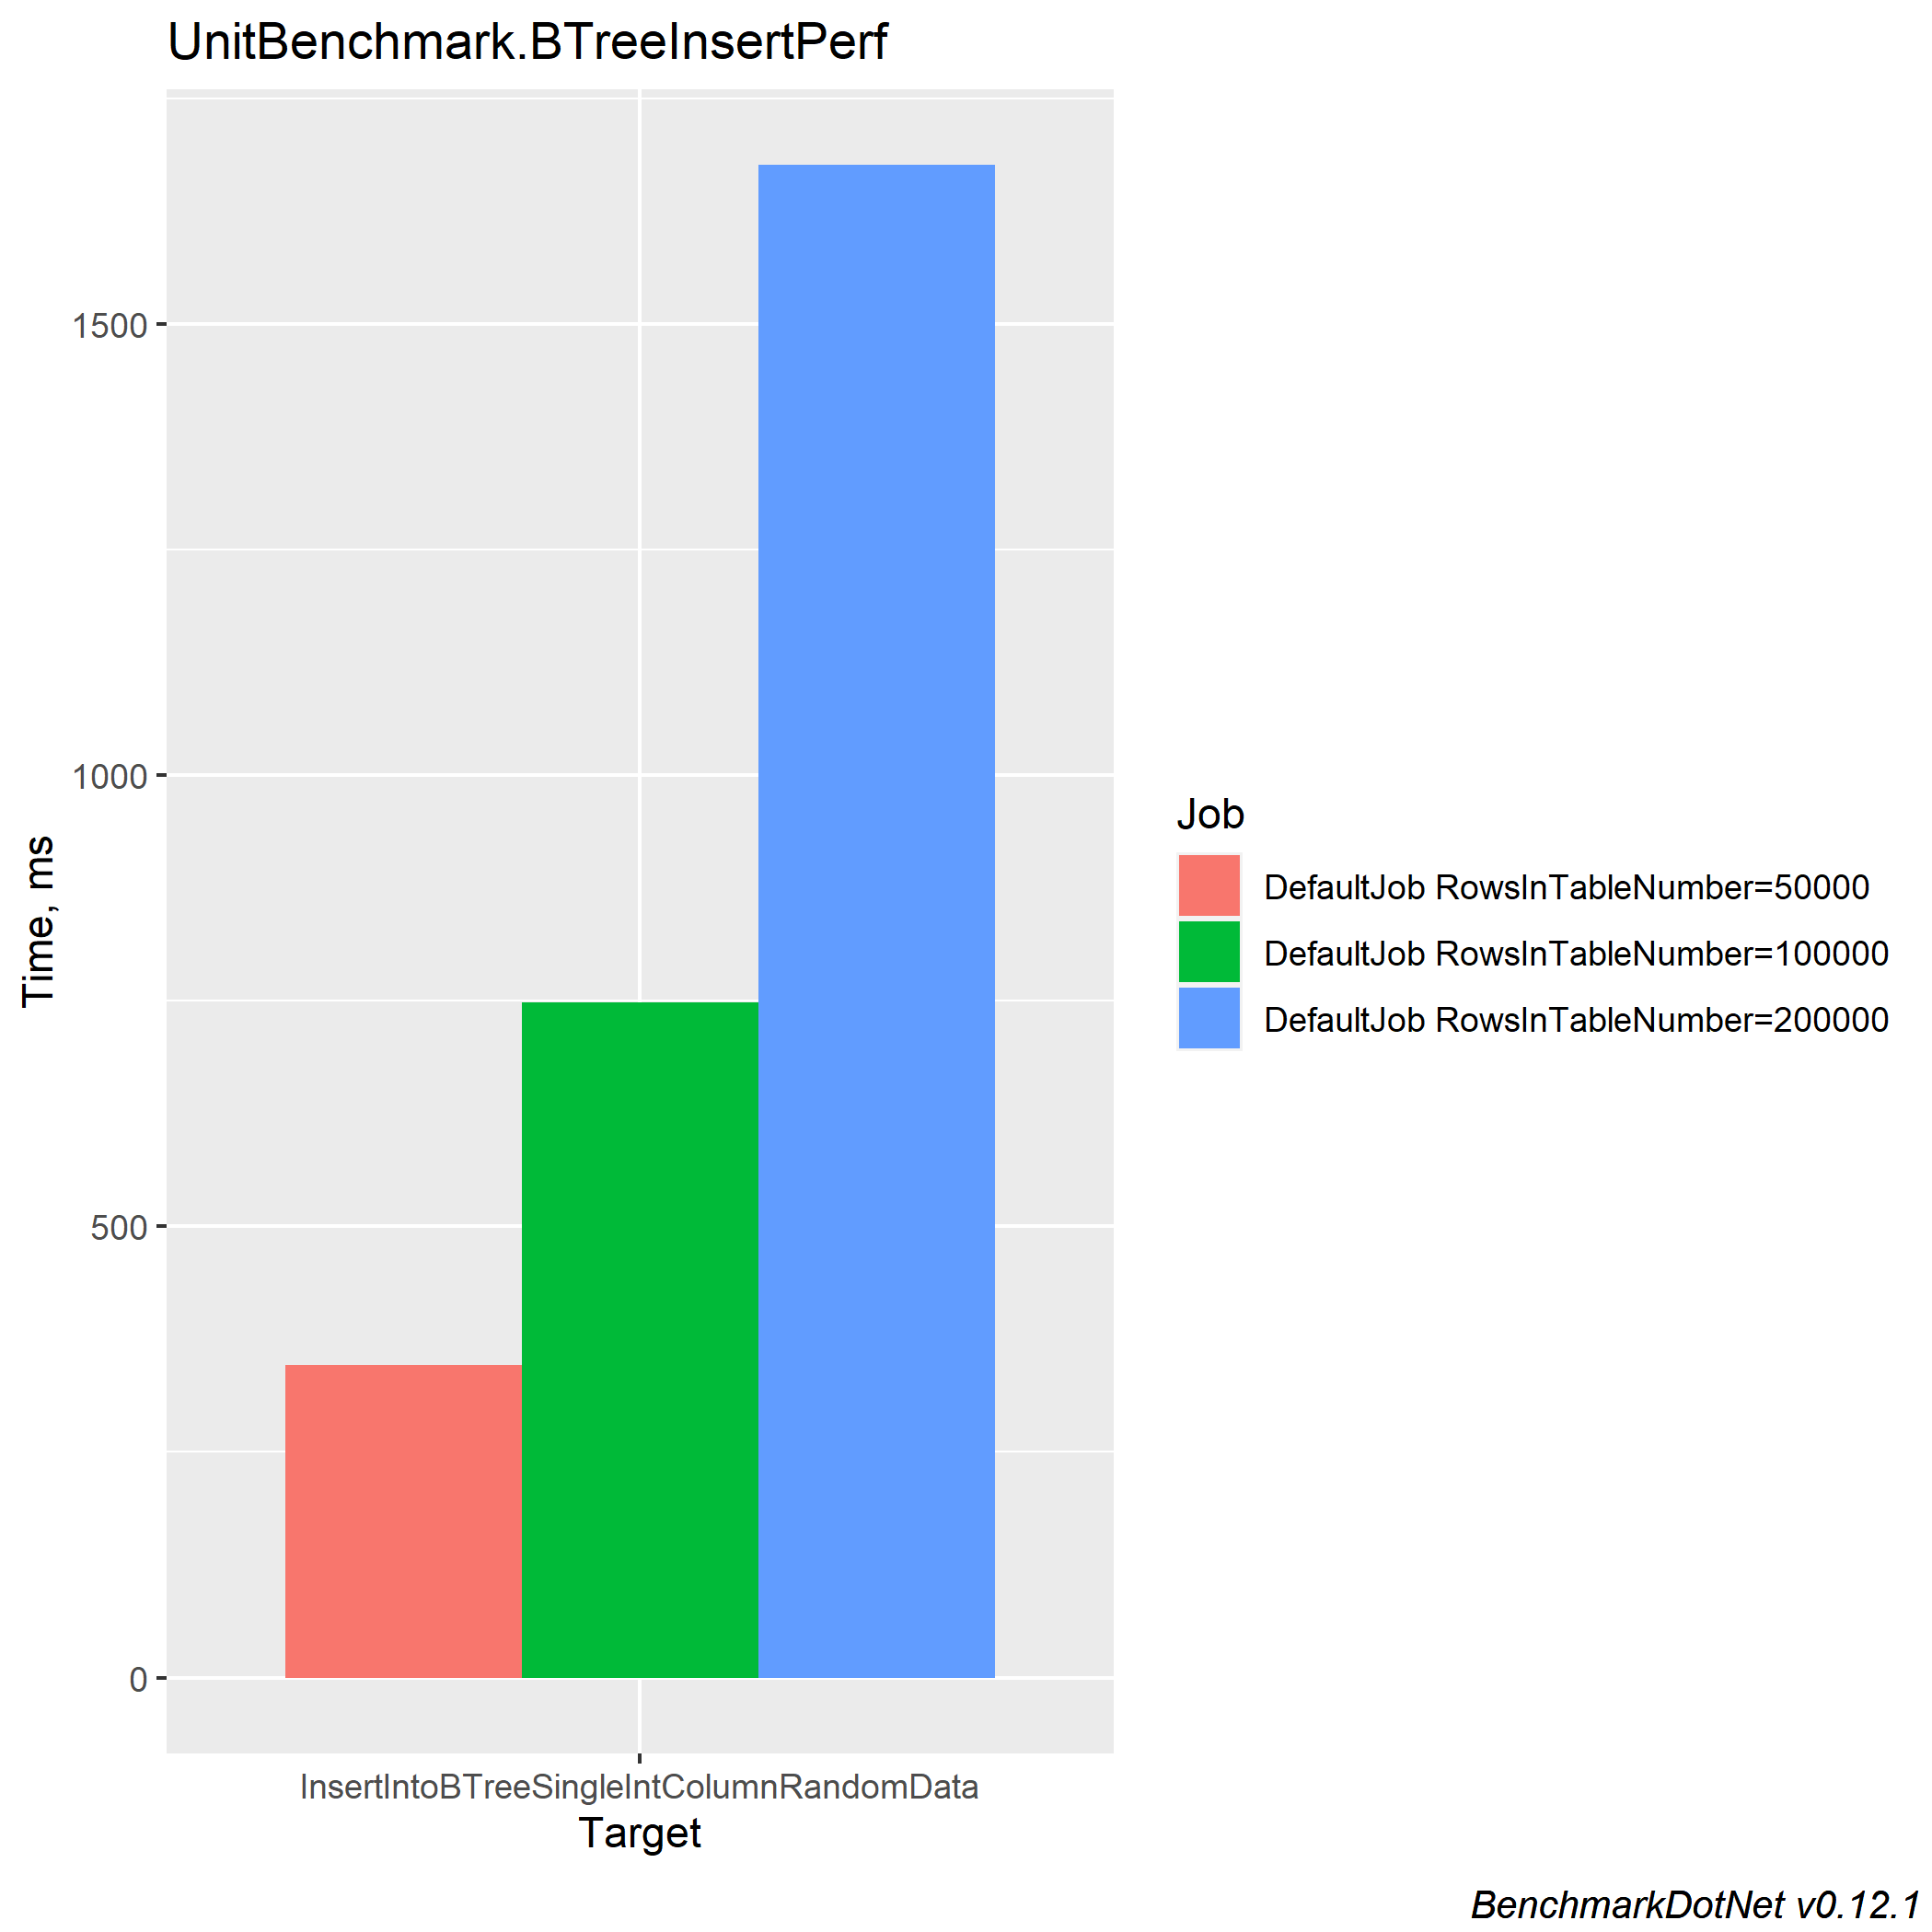 UnitBenchmark.BTreeInsertPerf
1500
1000
500
0
Time, ms
InsertIntoBTreeSingleIntColumnRandomData
Target
Job
DefaultJob RowsInTableNumber=50000
DefaultJob RowsInTableNumber=100000
DefaultJob RowsInTableNumber=200000
BenchmarkDotNet v0.12.1